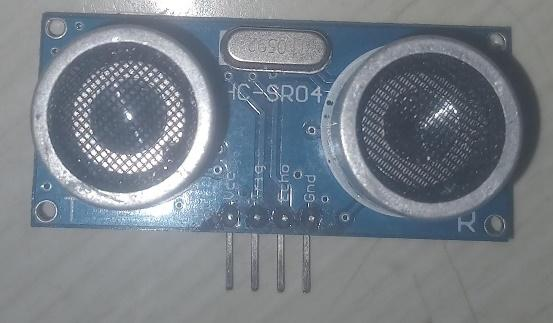 HC-SR04
Vcc
Trig
Echo
Gnd
T
R